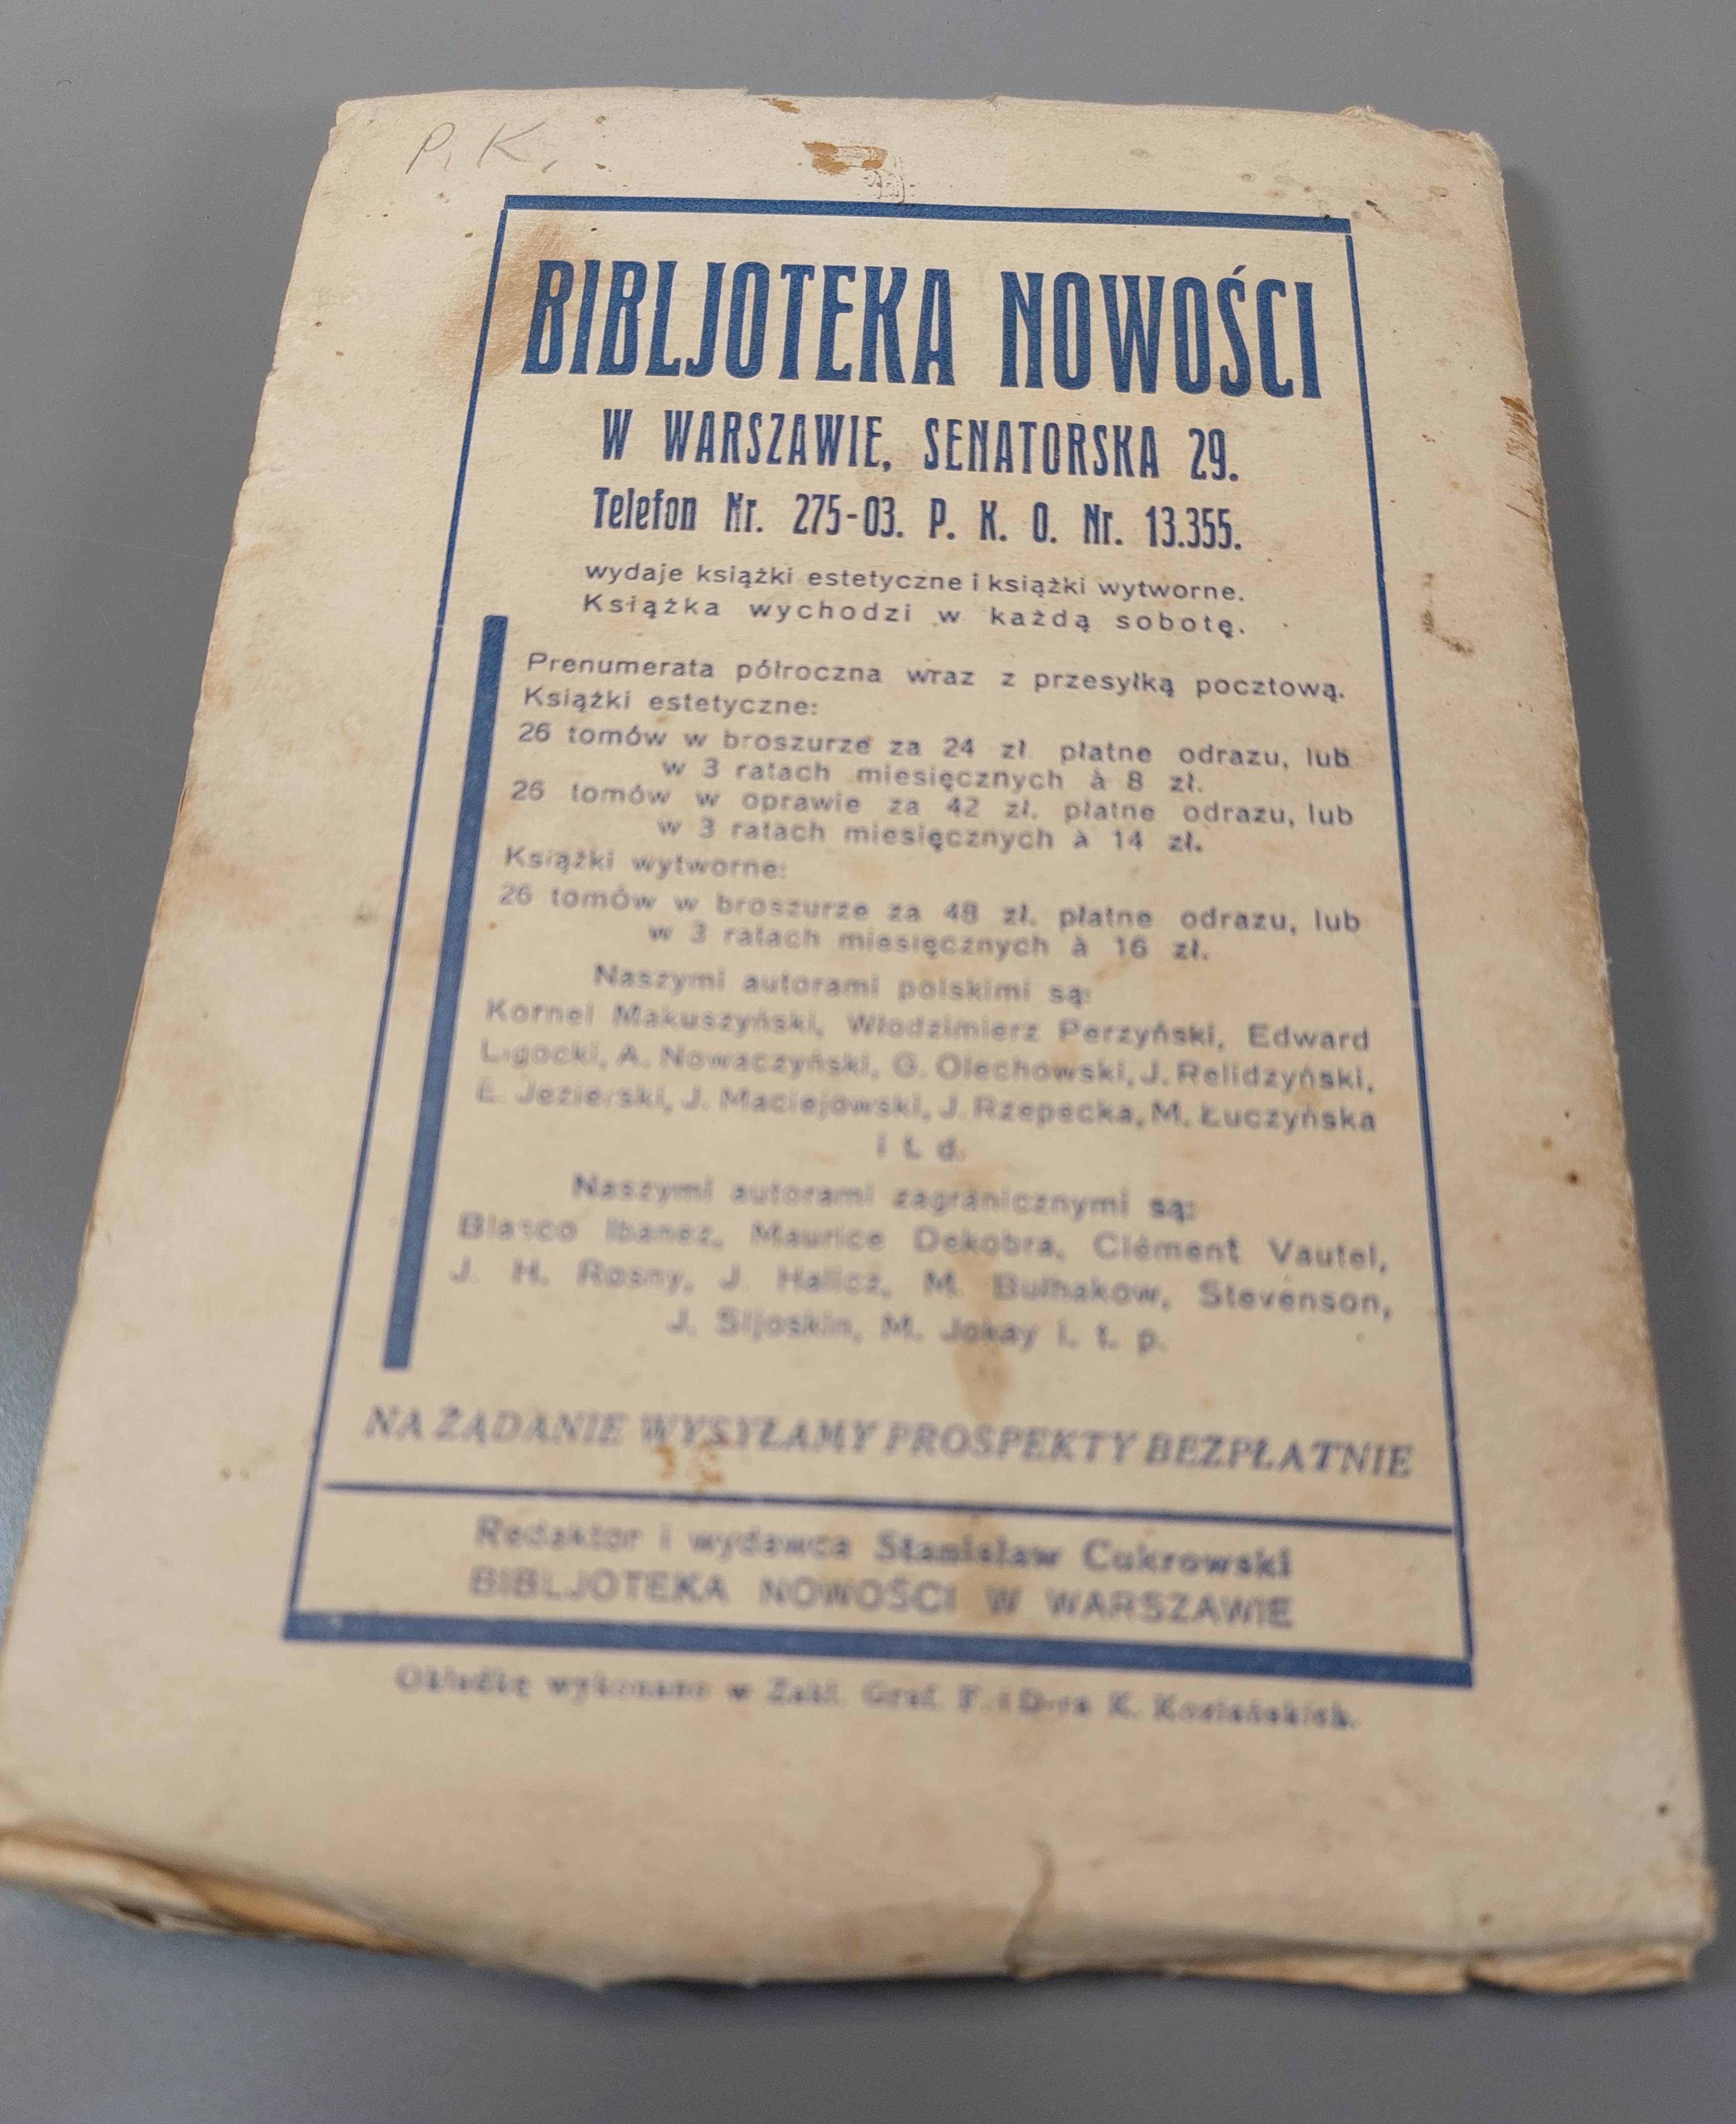 P. K.
BIBLJOTEKA NOWOŚCI
W WARSZAWIE, SENATORSKA 29.
Telefon Nr. 275-03. P. K. O. Nr. 13.355.
wydaje książki estetyczne i książki wytworne.
Książka wychodzi w każdą sobotę.
Prenumerata półroczna wraz z przesyłką pocztową.
Książki estetyczne:
26 tomów w broszurze za 24 zł. płatne odrazu, lub
w 3 ratach miesięcznych à 8 zł.
26 tomów w oprawie za 42 zł. płatne odrazu, lub
w 3 ratach miesięcznych à 14 zł.
Książki wytworne:
26 tomów w broszurze za 48 zł. płatne odrazu, lub
w 3 ratach miesięcznych à 16 zł.
Naszymi autorami polskimi są:
Kornel Makuszyński, Włodzimierz Perzyński, Edward
Ligocki, A. Nowaczyński, G. Olechowski, J. Relidzyński,
E. Jezierski, J. Maciejowski, J. Rzepecka, M. Łuczyńska
i t. d.
Naszymi autorami zagranicznymi są:
Blasco Ibanez, Maurice Dekobra, Clément Vautel,
J. H. Rosny, J. Halicz, M. Bulhakow, Stevenson,
J. Sljoskin, M. Jokay i. t. p.
NA ŻĄDANIE WYSYŁAMY PROSPEKTY BEZPŁATNIE
Redaktor i wydawca Stanisław Cukrowski
BIBLJOTEKA NOWOŚCI W WARSZAWIE
Okładkę wykonano w Zakł. Graf. F. i D-ra K. Koziańskich.